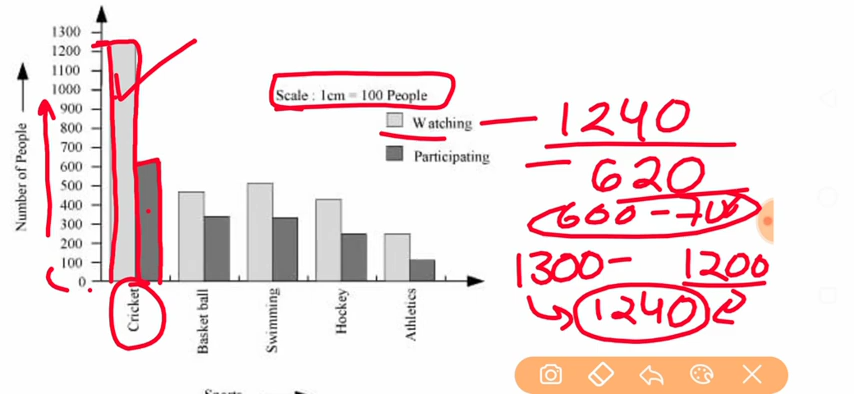 1300
1200
1100
1000
900
800
700
600
500
400
300
200
100
0
Number of People
Scale : 1cm = 100 People
Watching
Participating
Cricket
Basket ball
Swimming
Hockey
Athletics
1240
620
600 - 700
1300 - 1200
1240